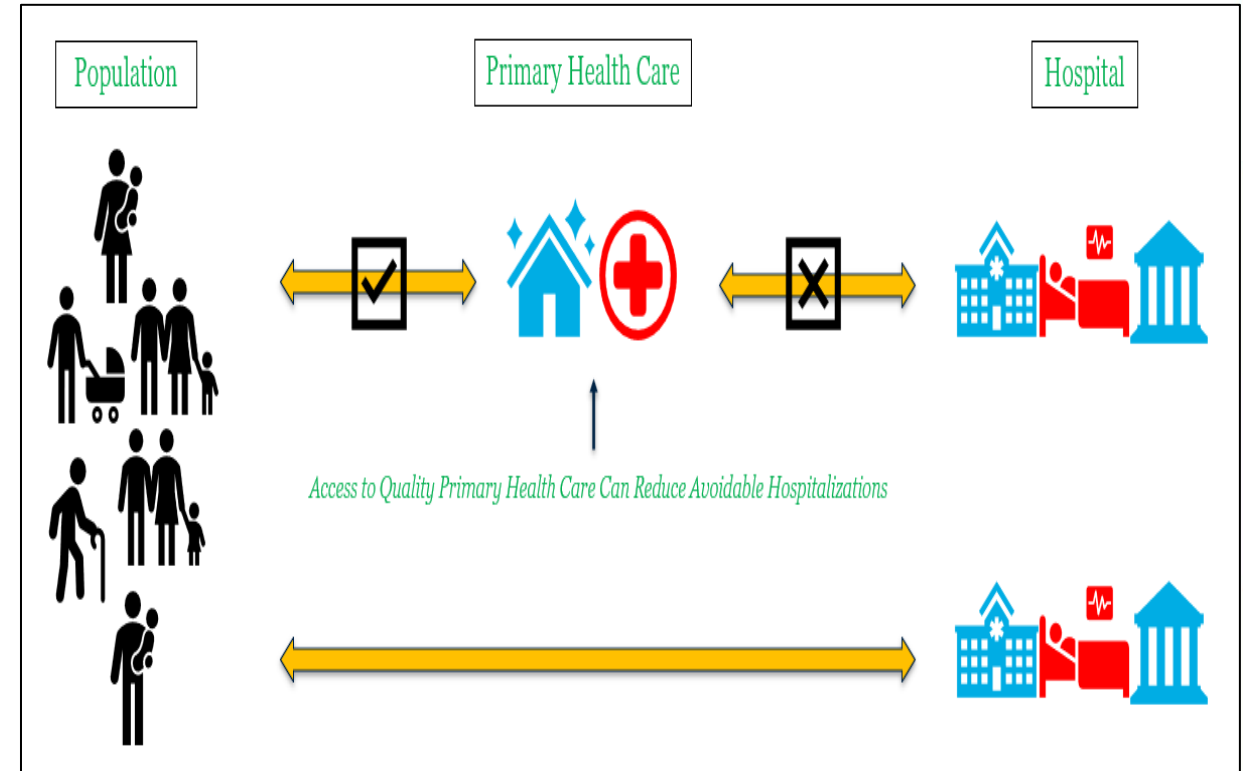 Population
Primary Health Care
Hospital
Access to Quality Primary Health Care Can Reduce Avoidable Hospitalizations